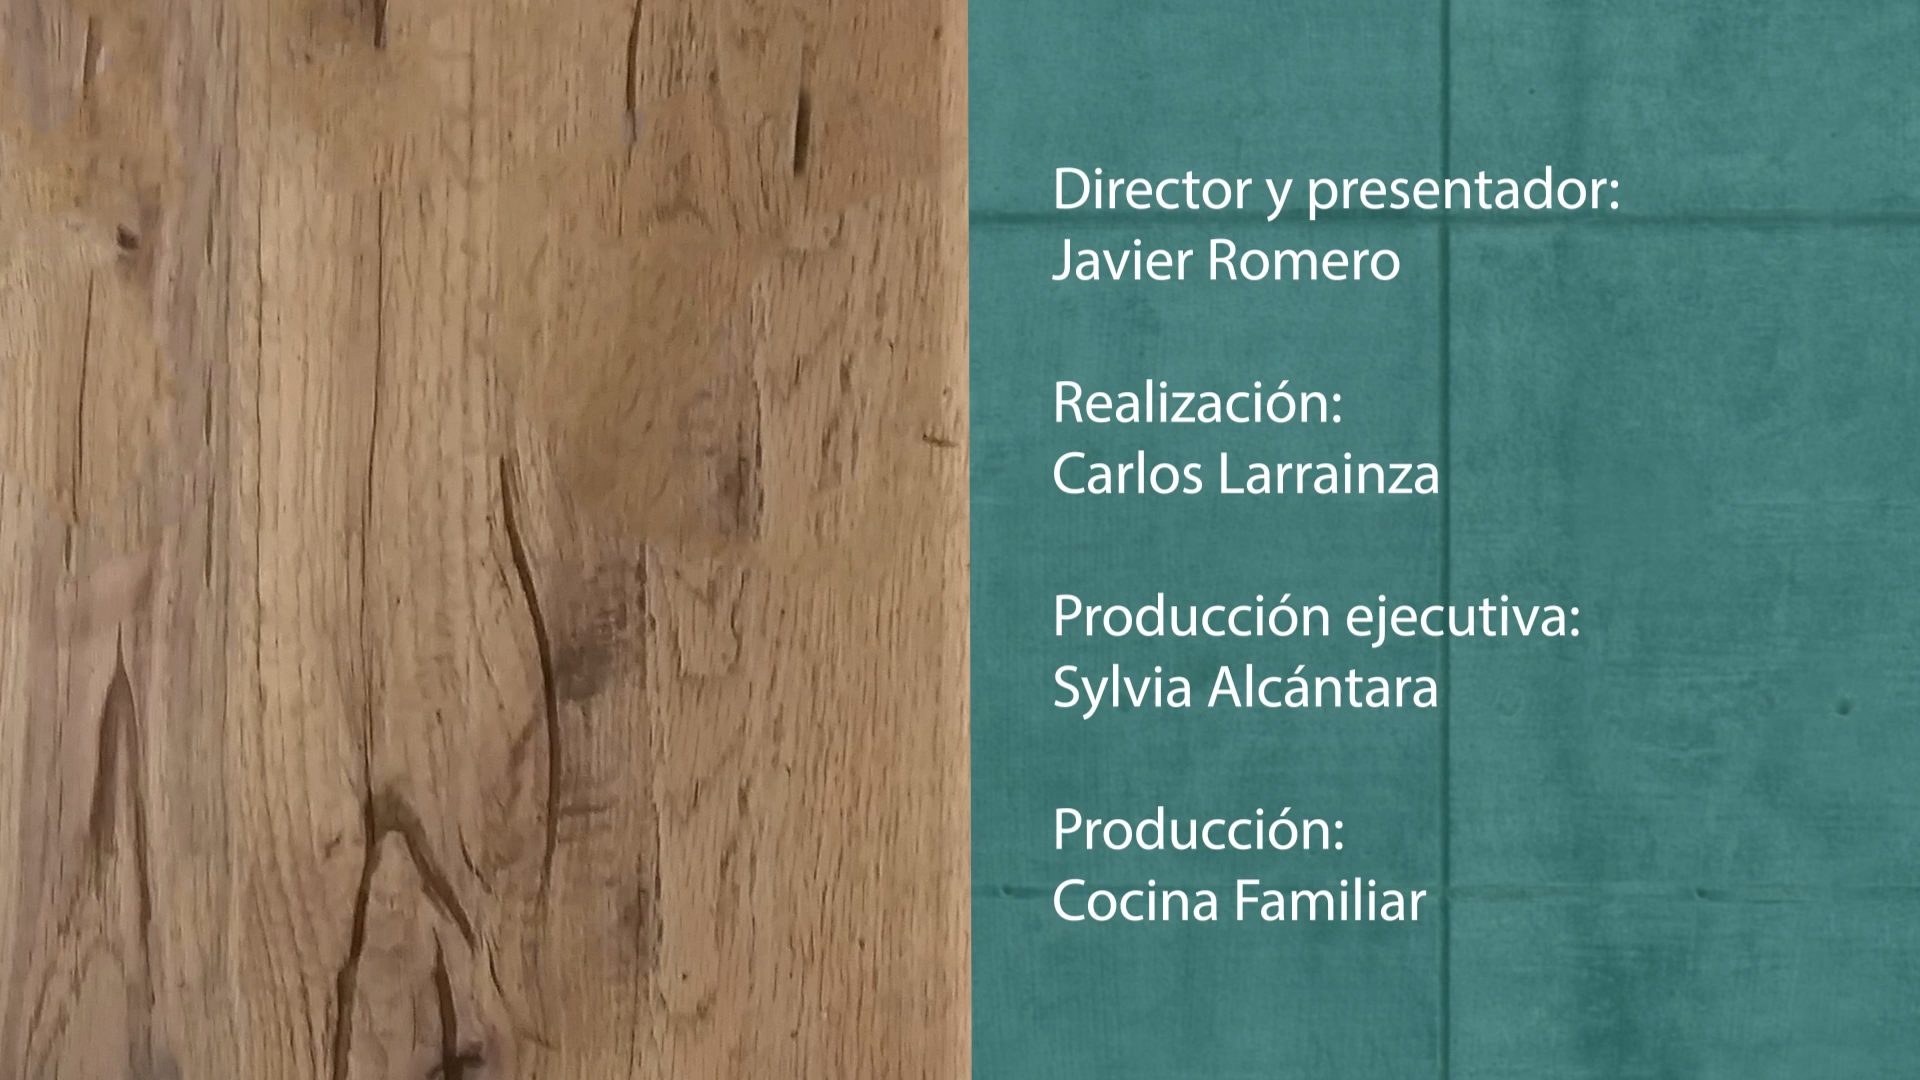 Director y presentador:
Javier Romero
Realización:
Carlos Larrainza
Producción ejecutiva:
Sylvia Alcántara
Producción:
Cocina Familiar